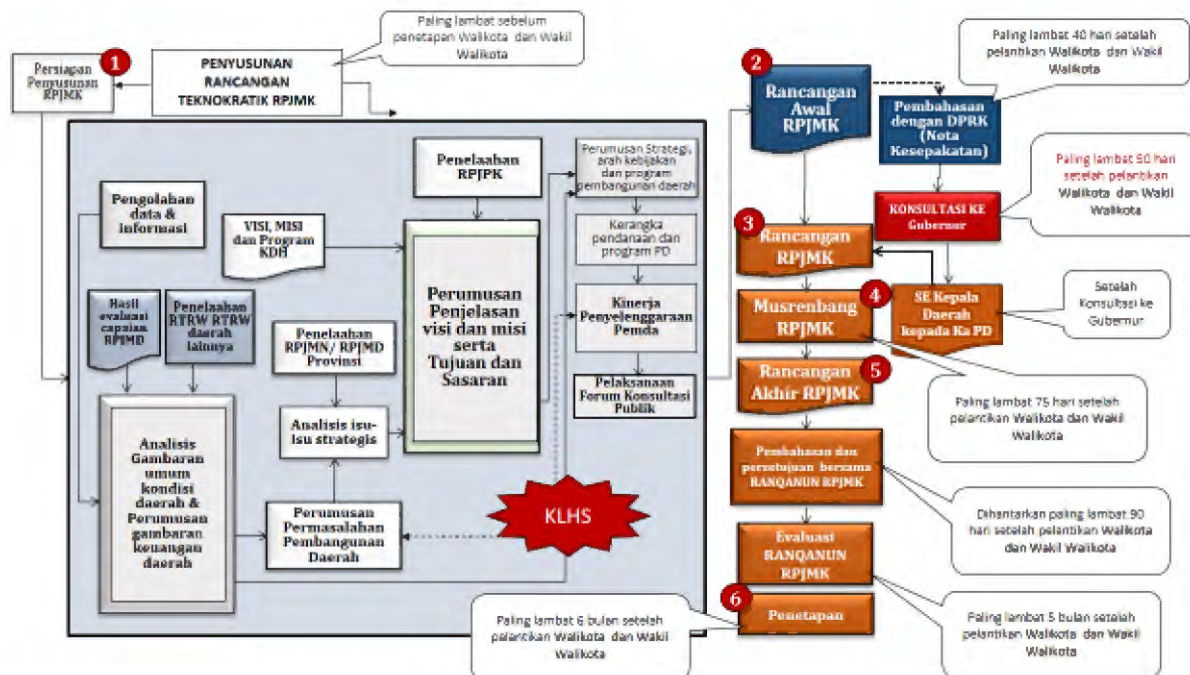 Persiapan
Penyusunan
RPJMK
1
PENYUSUNAN
RANCANGAN
TEKNOKRATIK RPJMK
Paling lambat sebelum
penetapan Walikota dan Wakil
Walikota
Pengolahan
data &
informasi
VISI, MISI
dan Program
KDH
Penelaahan
RPJPK
Hasil
evaluasi
capaian
RPJMD
Penelaahan
RTRW RTRW
daerah
lainnya
Penelaahan
RPJMN/ RPJMD
Provinsi
Perumusan
Penjelasan
visi dan misi
serta
Tujuan dan
Sasaran
Analisis isu-
isu strategis
Analisis
Gambaran
umum
kondisi
daerah &
Perumusan
gambaran
keuangan
daerah
Perumusan
Permasalahan
Pembangunan
Daerah
KLHS
Perumusan Strategi,
arah kebijakan
dan program
pembangunan daerah
Kerangka
pendanaan dan
program PD
Kinerja
Penyelenggaraan
Pemda
Pelaksanaan
Forum Konsultasi
Publik
2
Rancangan
Awal
RPJMK
Pembahasan
dengan DPRK
(Nota
Kesepakatan)
Paling lambat 40 hari setelah
pelantikan Walikota dan Wakil
Walikota
KONSULTASI KE
Gubernur
Paling lambat 50 hari
setelah pelantikan
Walikota dan Wakil
Walikota
3
Rancangan
RPJMK
4
SE Kepala
Daerah
kepada Ka PD
Setelah
Konsultasi ke
Gubernur
Musrenbang
RPJMK
Paling lambat 75 hari setelah
pelantikan Walikota dan Wakil
Walikota
5
Rancangan
Akhir RPJMK
Pembahasan dan
persetujuan bersama
RANQANUN RPJMK
Dihantarkan paling lambat 90
hari setelah pelantikan Walikota
dan Wakil Walikota
Evaluasi
RANQANUN
RPJMK
Paling lambat 5 bulan setelah
pelantikan Walikota dan Wakil
Walikota
6
Penetapan
Paling lambat 6 bulan setelah
pelantikan Walikota dan Wakil
Walikota